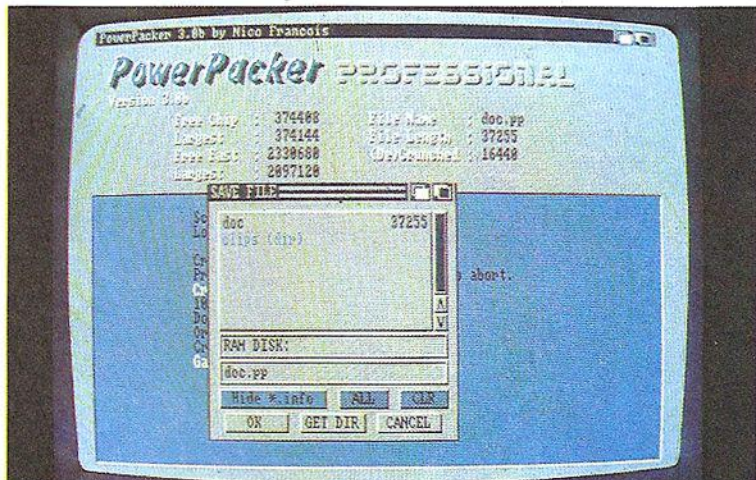 PowerPacker 3.0b by Nico Francois
PowerPacker PROFESSIONAL
Version 3.0b
Free Chip : 374408
Largest : 374144
Free Fast : 2330680
Largest : 2097120
File Name : doc.pp
File Length : 37255
(De)Crunched : 16440
SAVE FILE
doc 37255
clips (dir)
abort.
RAM DISK:
doc.pp
Hide *.info ALL CLR
OK GET DIR CANCEL